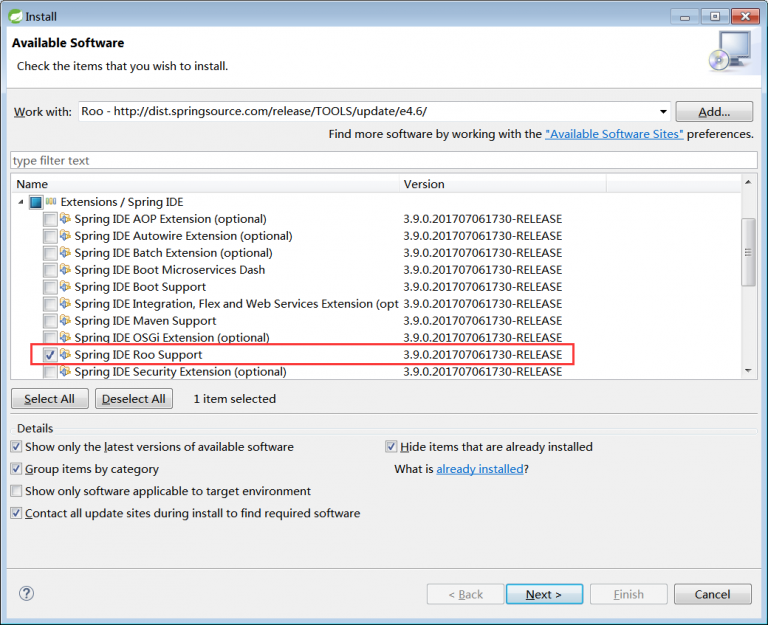 Install
Available Software
Check the items that you wish to install.
Work with: Roo - http://dist.springsource.com/release/TOOLS/update/e4.6/ Add...
Find more software by working with the "Available Software Sites" preferences.
type filter text
Name Version
Extensions / Spring IDE
Spring IDE AOP Extension (optional) 3.9.0.201707061730-RELEASE
Spring IDE Autowire Extension (optional) 3.9.0.201707061730-RELEASE
Spring IDE Batch Extension (optional) 3.9.0.201707061730-RELEASE
Spring IDE Boot Microservices Dash 3.9.0.201707061730-RELEASE
Spring IDE Boot Support 3.9.0.201707061730-RELEASE
Spring IDE Integration, Flex and Web Services Extension (opt 3.9.0.201707061730-RELEASE
Spring IDE Maven Support 3.9.0.201707061730-RELEASE
Spring IDE OSGi Extension (optional) 3.9.0.201707061730-RELEASE
Spring IDE Roo Support 3.9.0.201707061730-RELEASE
Spring IDE Security Extension (optional) 3.9.0.201707061730-RELEASE
Select All Deselect All 1 item selected
Details
Show only the latest versions of available software Hide items that are already installed
Group items by category What is already installed?
Show only software applicable to target environment
Contact all update sites during install to find required software
? < Back Next > Finish Cancel